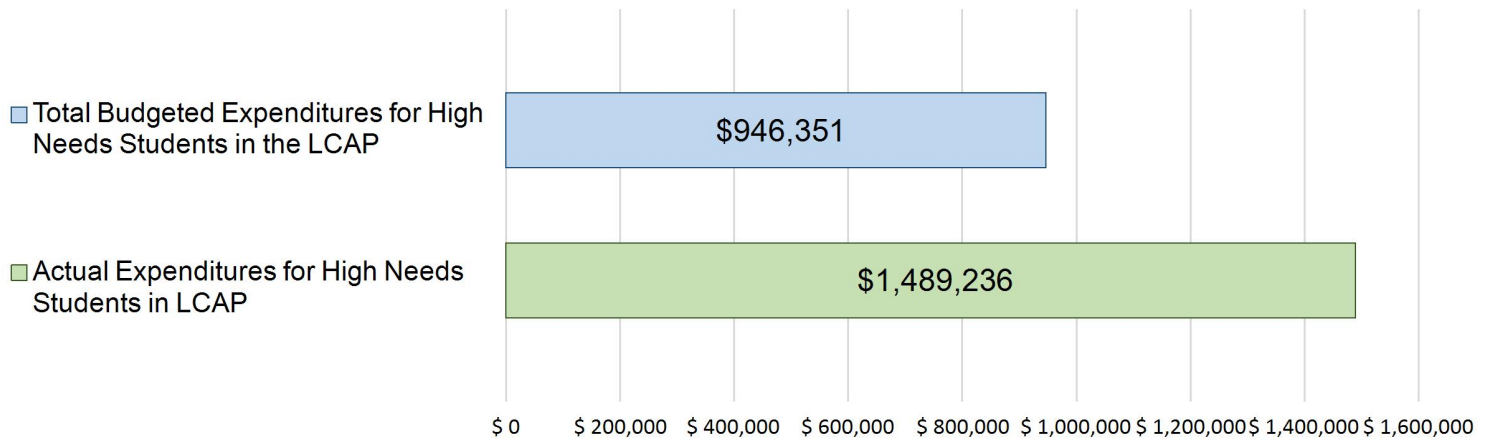 Total Budgeted Expenditures for High
Needs Students in the LCAP
$946,351
Actual Expenditures for High Needs
Students in LCAP
$1,489,236
$ 0 $ 200,000 $ 400,000 $ 600,000 $ 800,000 $ 1,000,000 $ 1,200,000 $ 1,400,000 $ 1,600,000